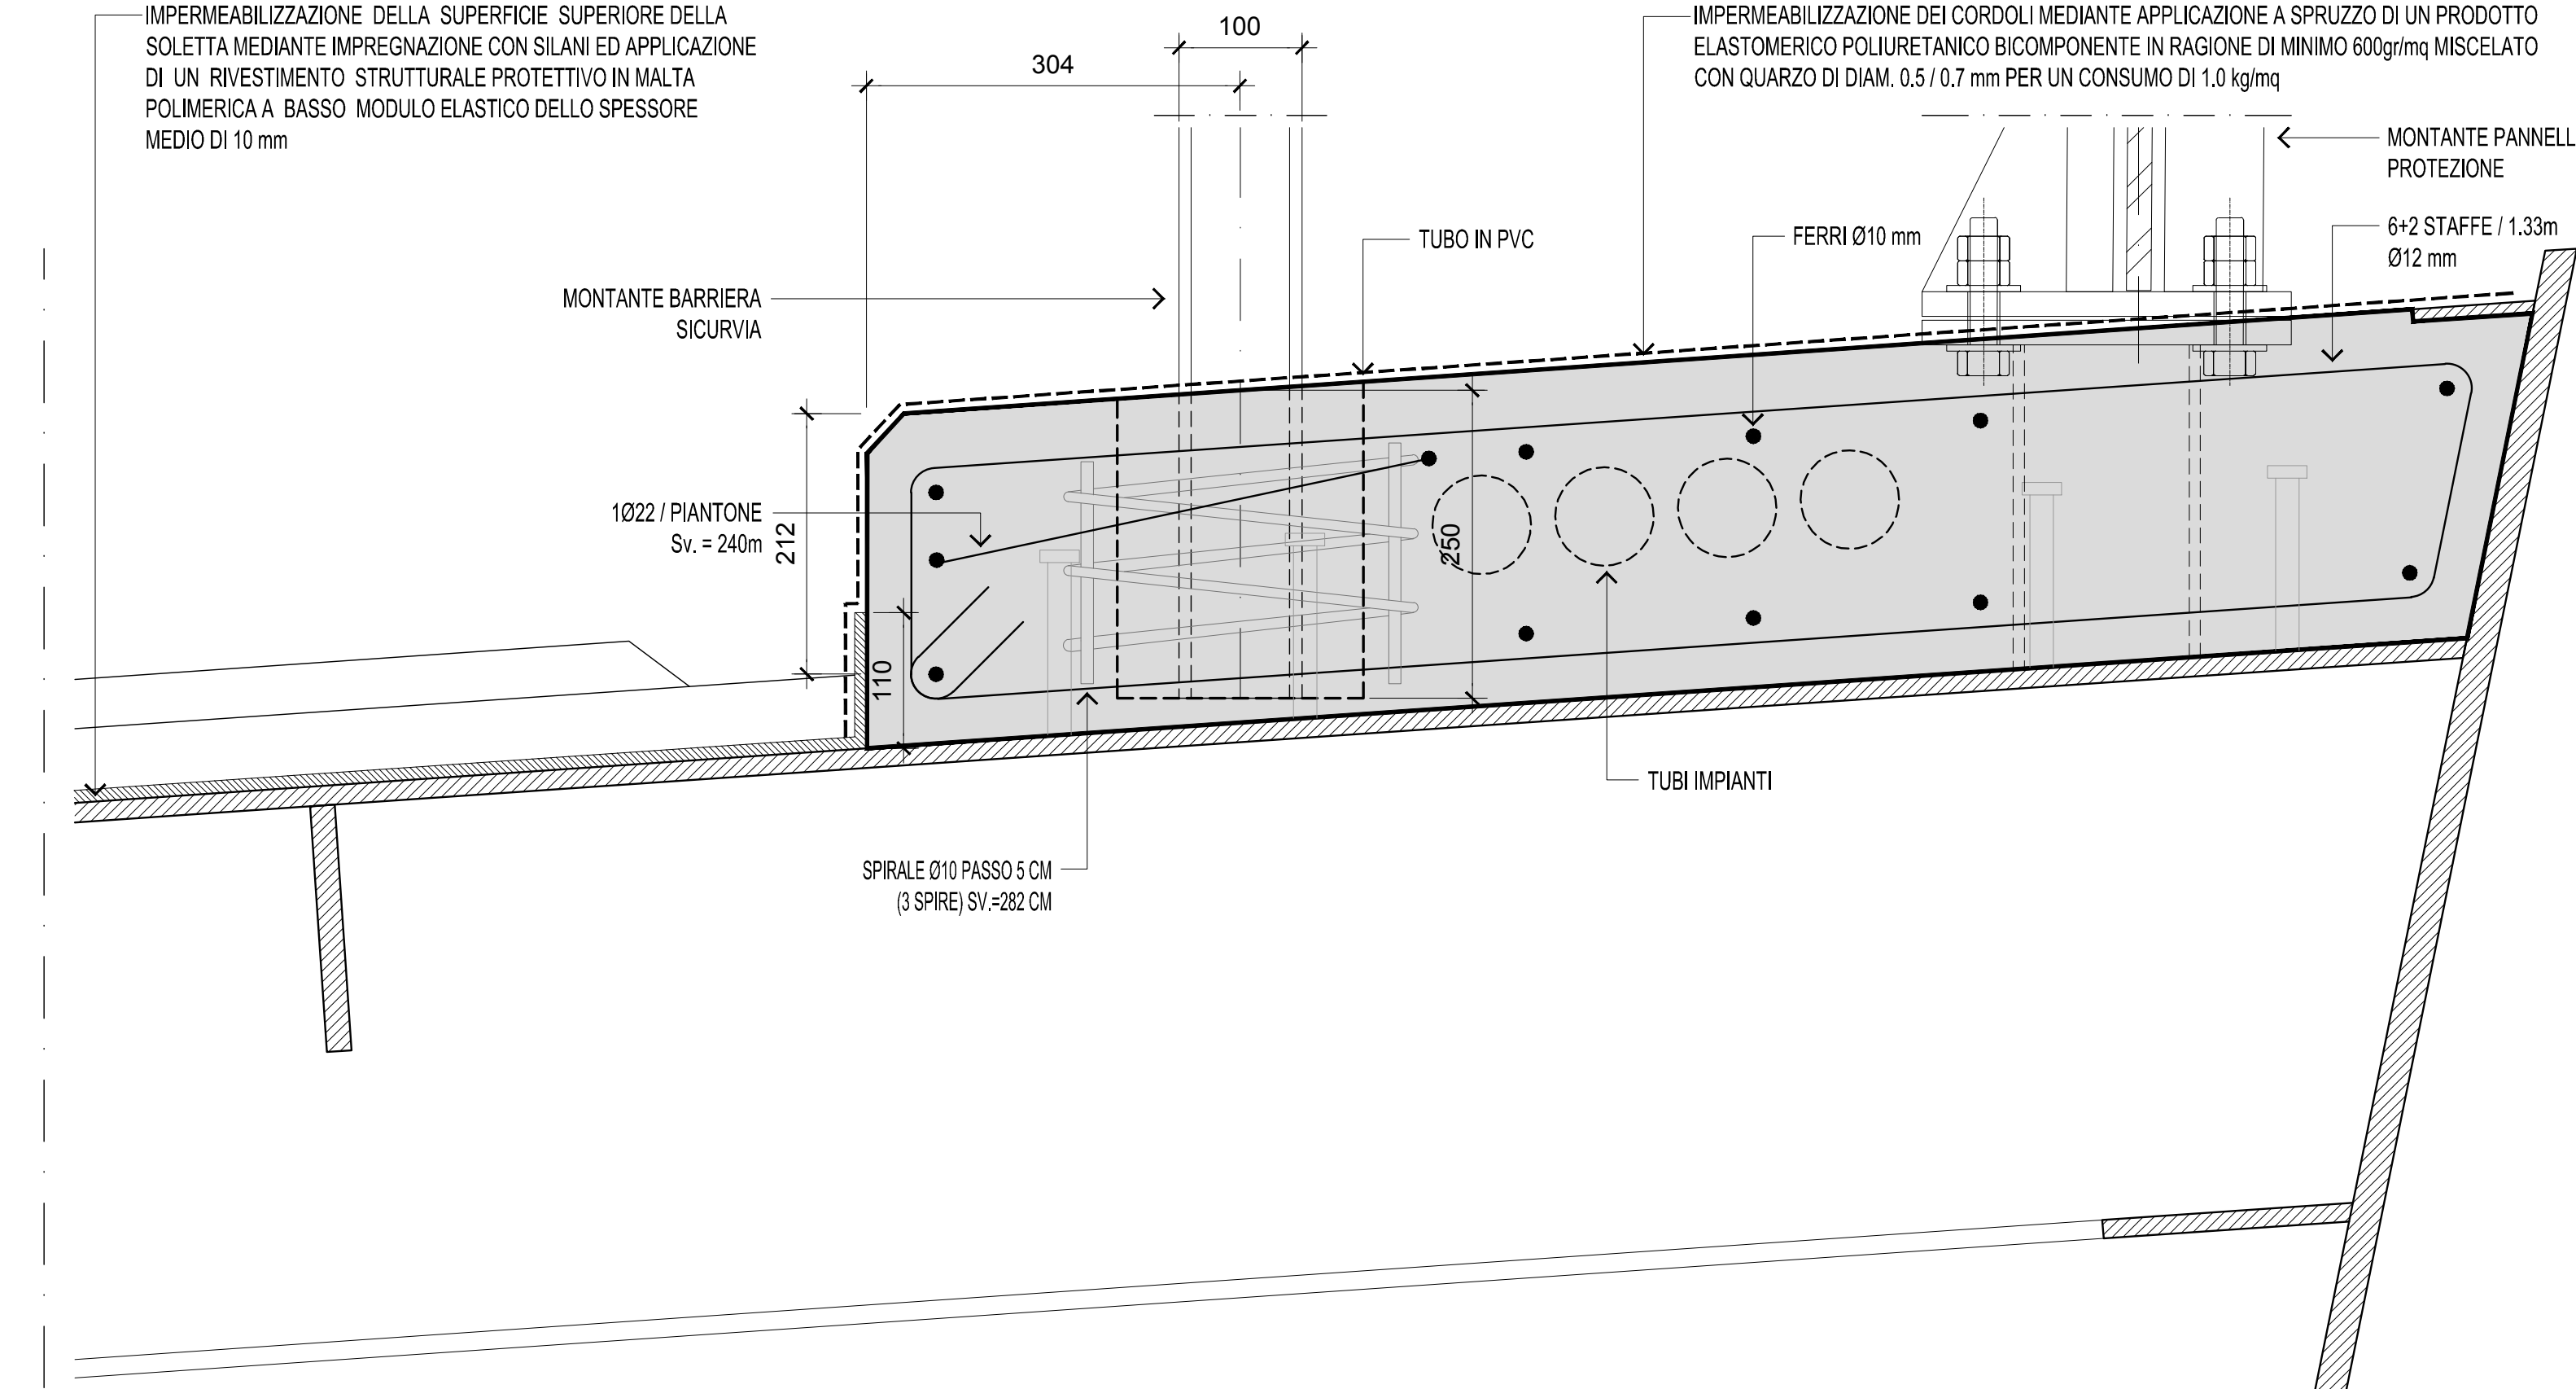 IMPERMEABILIZZAZIONE DELLA SUPERFICIE SUPERIORE DELLA
SOLETTA MEDIANTE IMPREGNAZIONE CON SILANI ED APPLICAZIONE
DI UN RIVESTIMENTO STRUTTURALE PROTETTIVO IN MALTA
POLIMERICA A BASSO MODULO ELASTICO DELLO SPESSORE
MEDIO DI 10 mm
100
304
IMPERMEABILIZZAZIONE DEI CORDOLI MEDIANTE APPLICAZIONE A SPRUZZO DI UN PRODOTTO
ELASTOMERICO POLIURETANICO BICOMPONENTE IN RAGIONE DI MINIMO 600gr/mq MISCELATO
CON QUARZO DI DIAM. 0.5 / 0.7 mm PER UN CONSUMO DI 1.0 kg/mq
MONTANTE PANNELL
PROTEZIONE
TUBO IN PVC
FERRI Ø10 mm
6+2 STAFFE / 1.33m
Ø12 mm
MONTANTE BARRIERA
SICURVIA
1Ø22 / PIANTONE
Sv. = 240m
212
250
110
TUBI IMPIANTI
SPIRALE Ø10 PASSO 5 CM
(3 SPIRE) SV.=282 CM